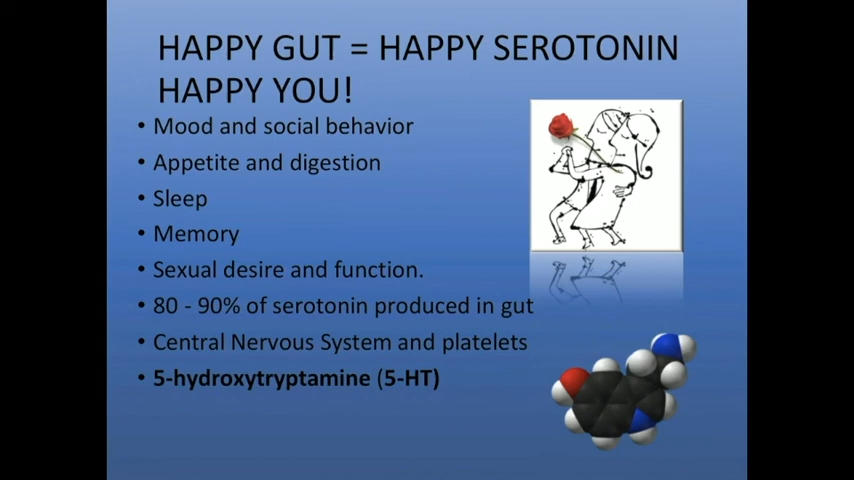 HAPPY GUT = HAPPY SEROTONIN
HAPPY YOU!
• Mood and social behavior
• Appetite and digestion
• Sleep
• Memory
• Sexual desire and function.
• 80 - 90% of serotonin produced in gut
• Central Nervous System and platelets
• 5-hydroxytryptamine (5-HT)